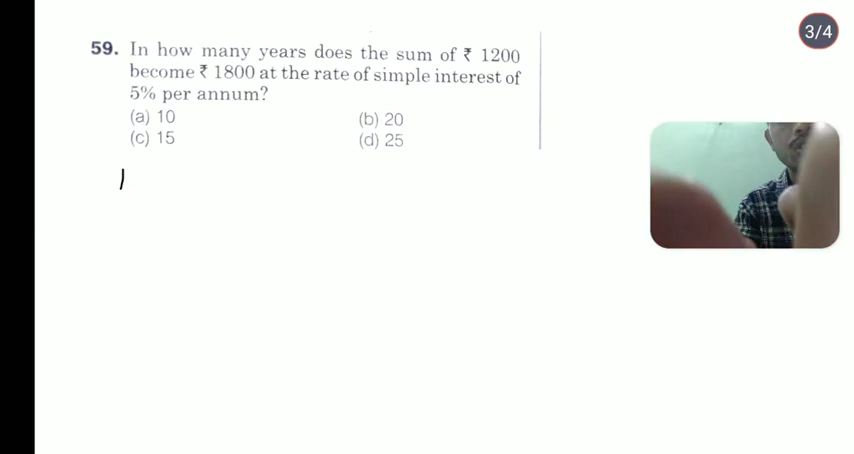 3/4
59. In how many years does the sum of ₹ 1200
become ₹ 1800 at the rate of simple interest of
5% per annum?
(a) 10 (b) 20
(c) 15 (d) 25